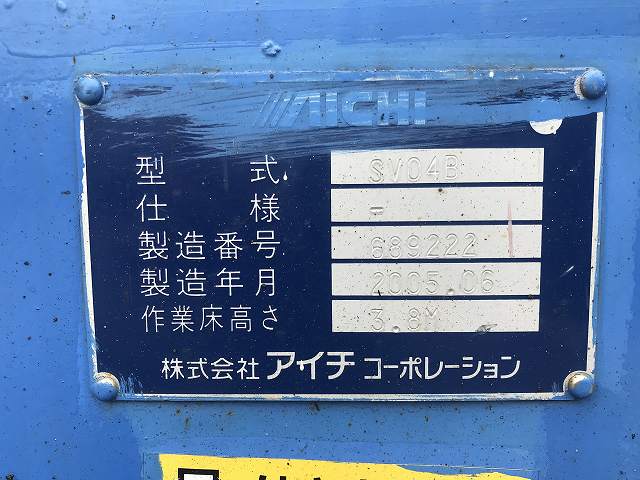 AICHI
型式 SV04B
仕様 -
製造番号 689222
製造年月 2005.06
作業床高さ 3.8M
株式会社 アイチ コーポレーション